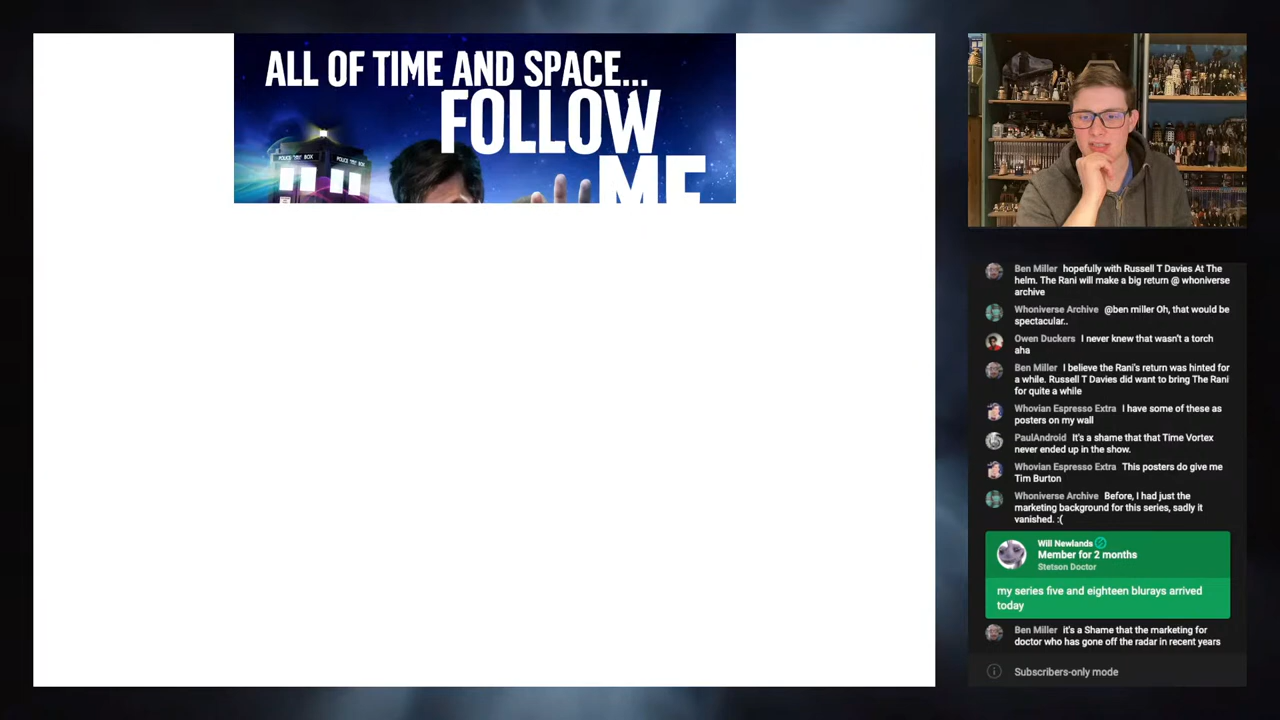 ALL OF TIME AND SPACE...
FOLLOW
ME
POLICE BOX
POLICE BOX
Ben Miller hopefully with Russell T Davies At The
helm. The Rani will make a big return @ whoniverse
archive
Whoniverse Archive @ben miller Oh, that would be
spectacular..
Owen Duckers I never knew that wasn't a torch
aha
Ben Miller I believe the Rani's return was hinted for
a while. Russell T Davies did want to bring The Rani
for quite a while
Whovian Espresso Extra I have some of these as
posters on my wall
PaulAndroid It's a shame that that Time Vortex
never ended up in the show.
Whovian Espresso Extra This posters do give me
Tim Burton
Whoniverse Archive Before, I had just the
marketing background for this series, sadly it
vanished. :(
Will Newlands
Member for 2 months
Stetson Doctor
my series five and eighteen blurays arrived
today
Ben Miller it's a Shame that the marketing for
doctor who has gone off the radar in recent years
Subscribers-only mode